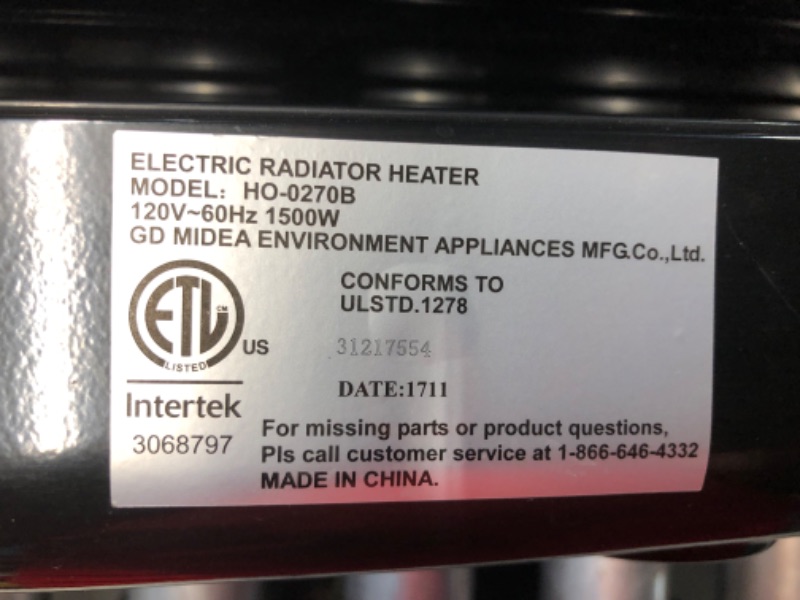 ELECTRIC RADIATOR HEATER
MODEL: HO-0270B
120V~60Hz 1500W
GD MIDEA ENVIRONMENT APPLIANCES MFG.Co.,Ltd.
CONFORMS TO
ULSTD.1278
ETL CM
LISTED
US
31217554
DATE:1711
Intertek
3068797
For missing parts or product questions,
Pls call customer service at 1-866-646-4332
MADE IN CHINA.